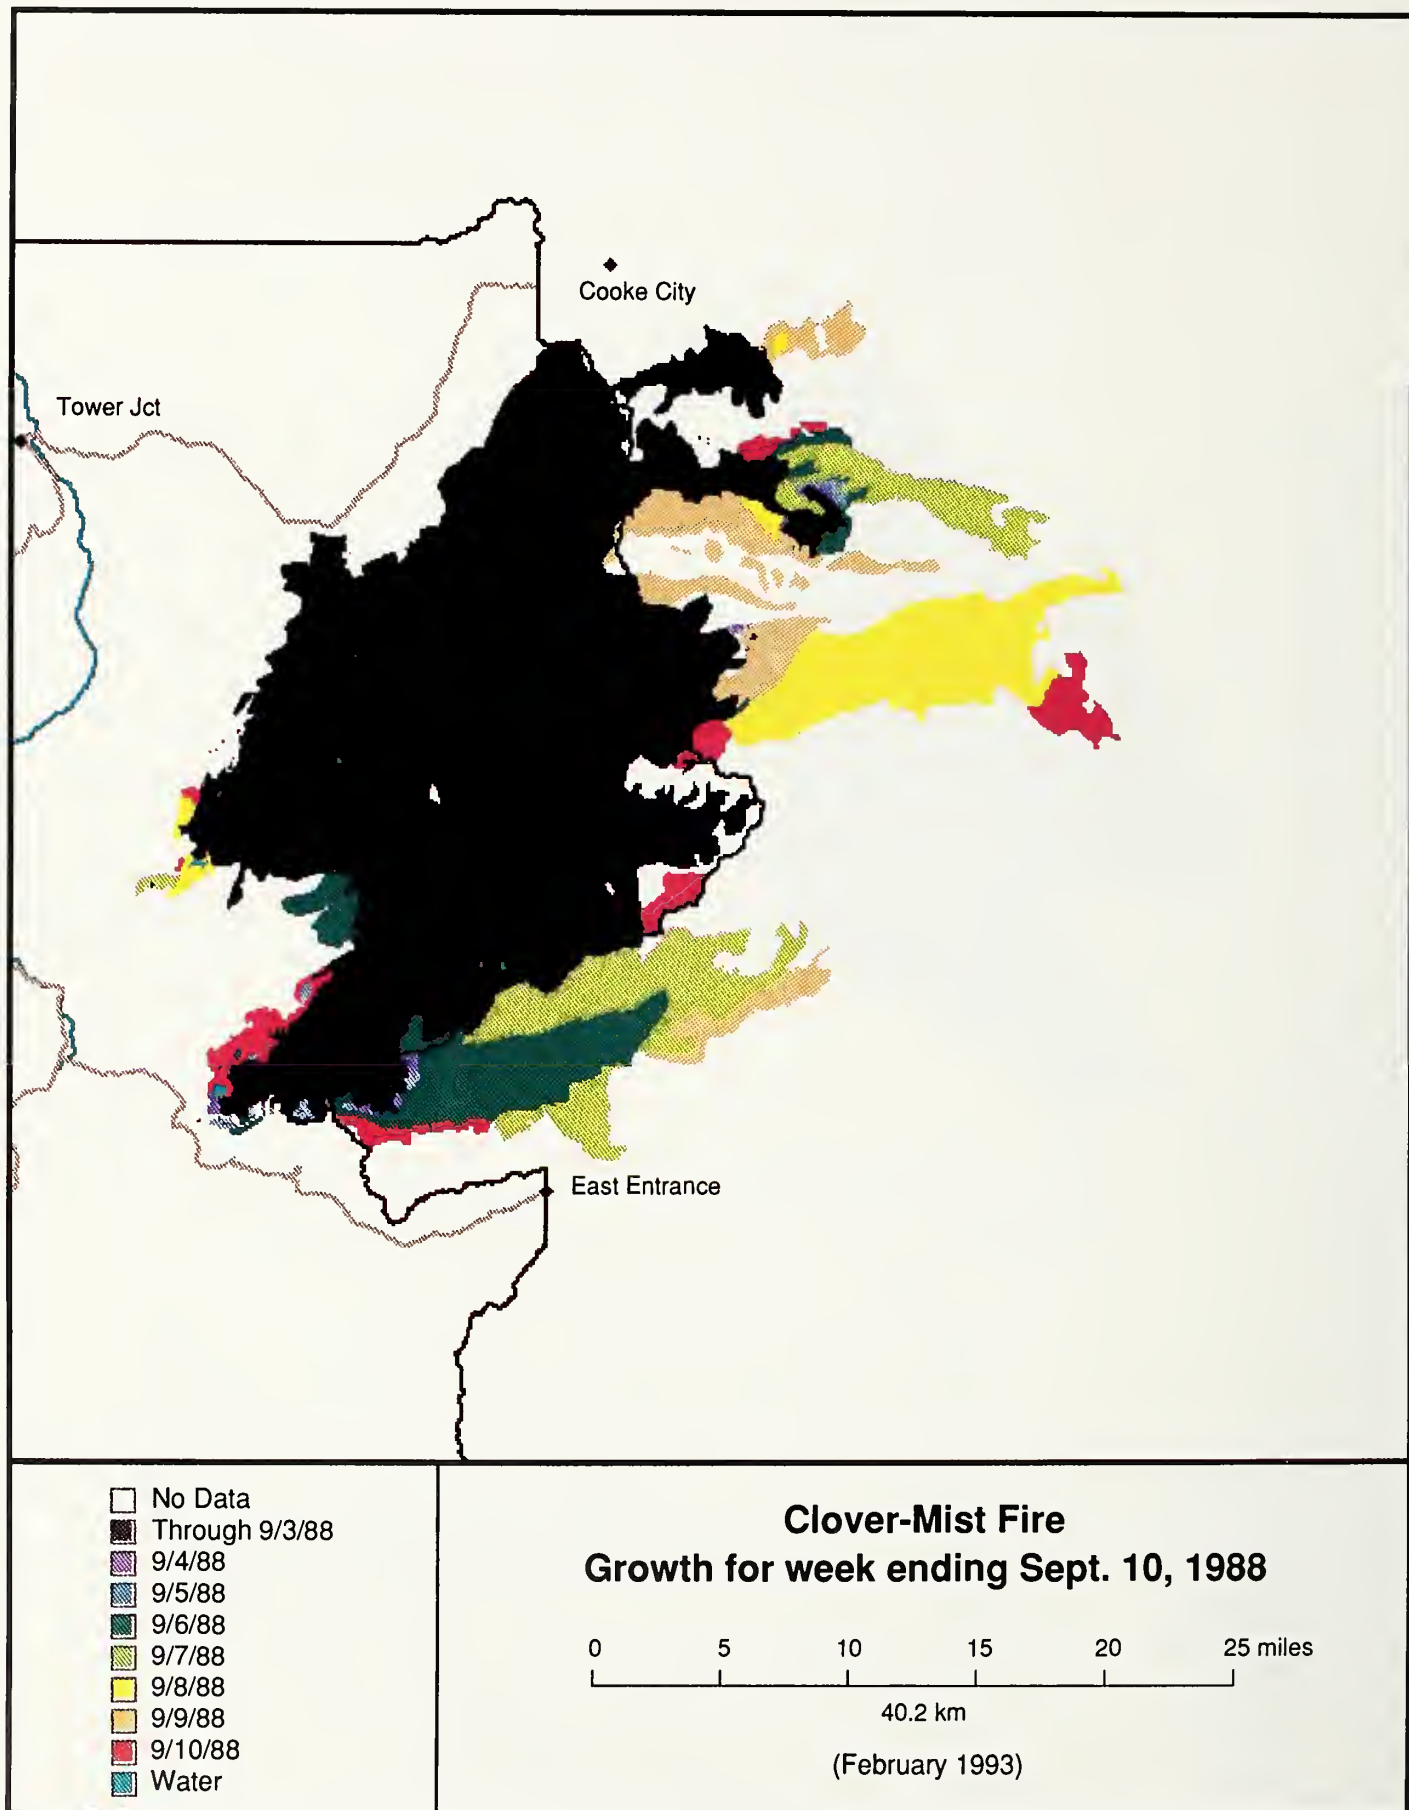 Cooke City
Tower Jct
East Entrance
No Data
Through 9/3/88
9/4/88
9/5/88
9/6/88
9/7/88
9/8/88
9/9/88
9/10/88
Water
Clover-Mist Fire
Growth for week ending Sept. 10, 1988
0 5 10 15 20 25 miles
40.2 km
(February 1993)